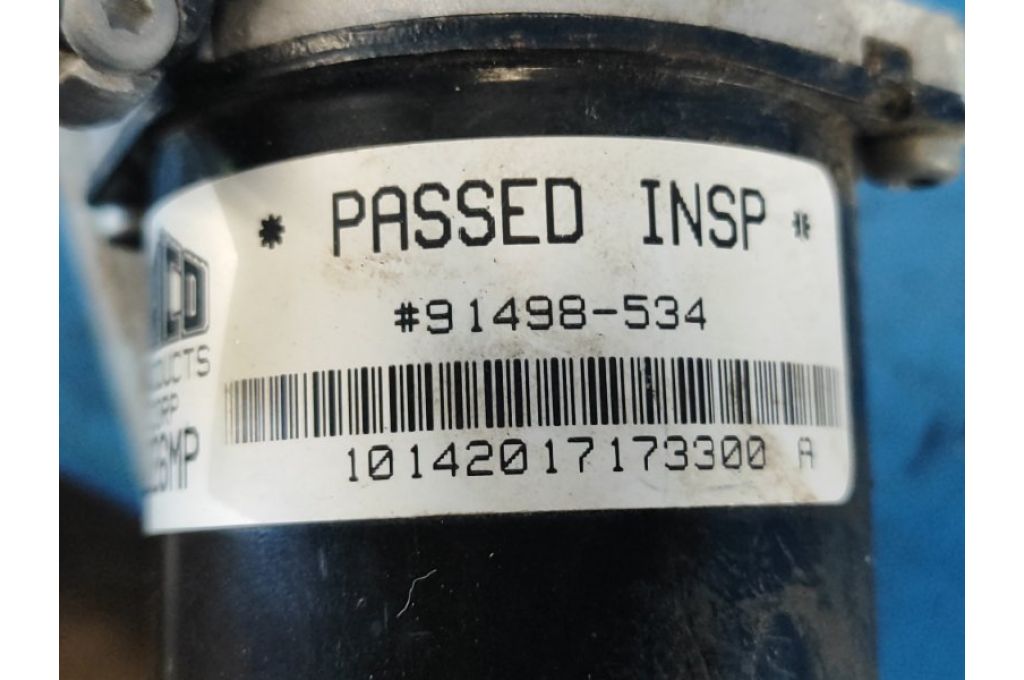 * PASSED INSP *
#91498-534
10142017173300 A